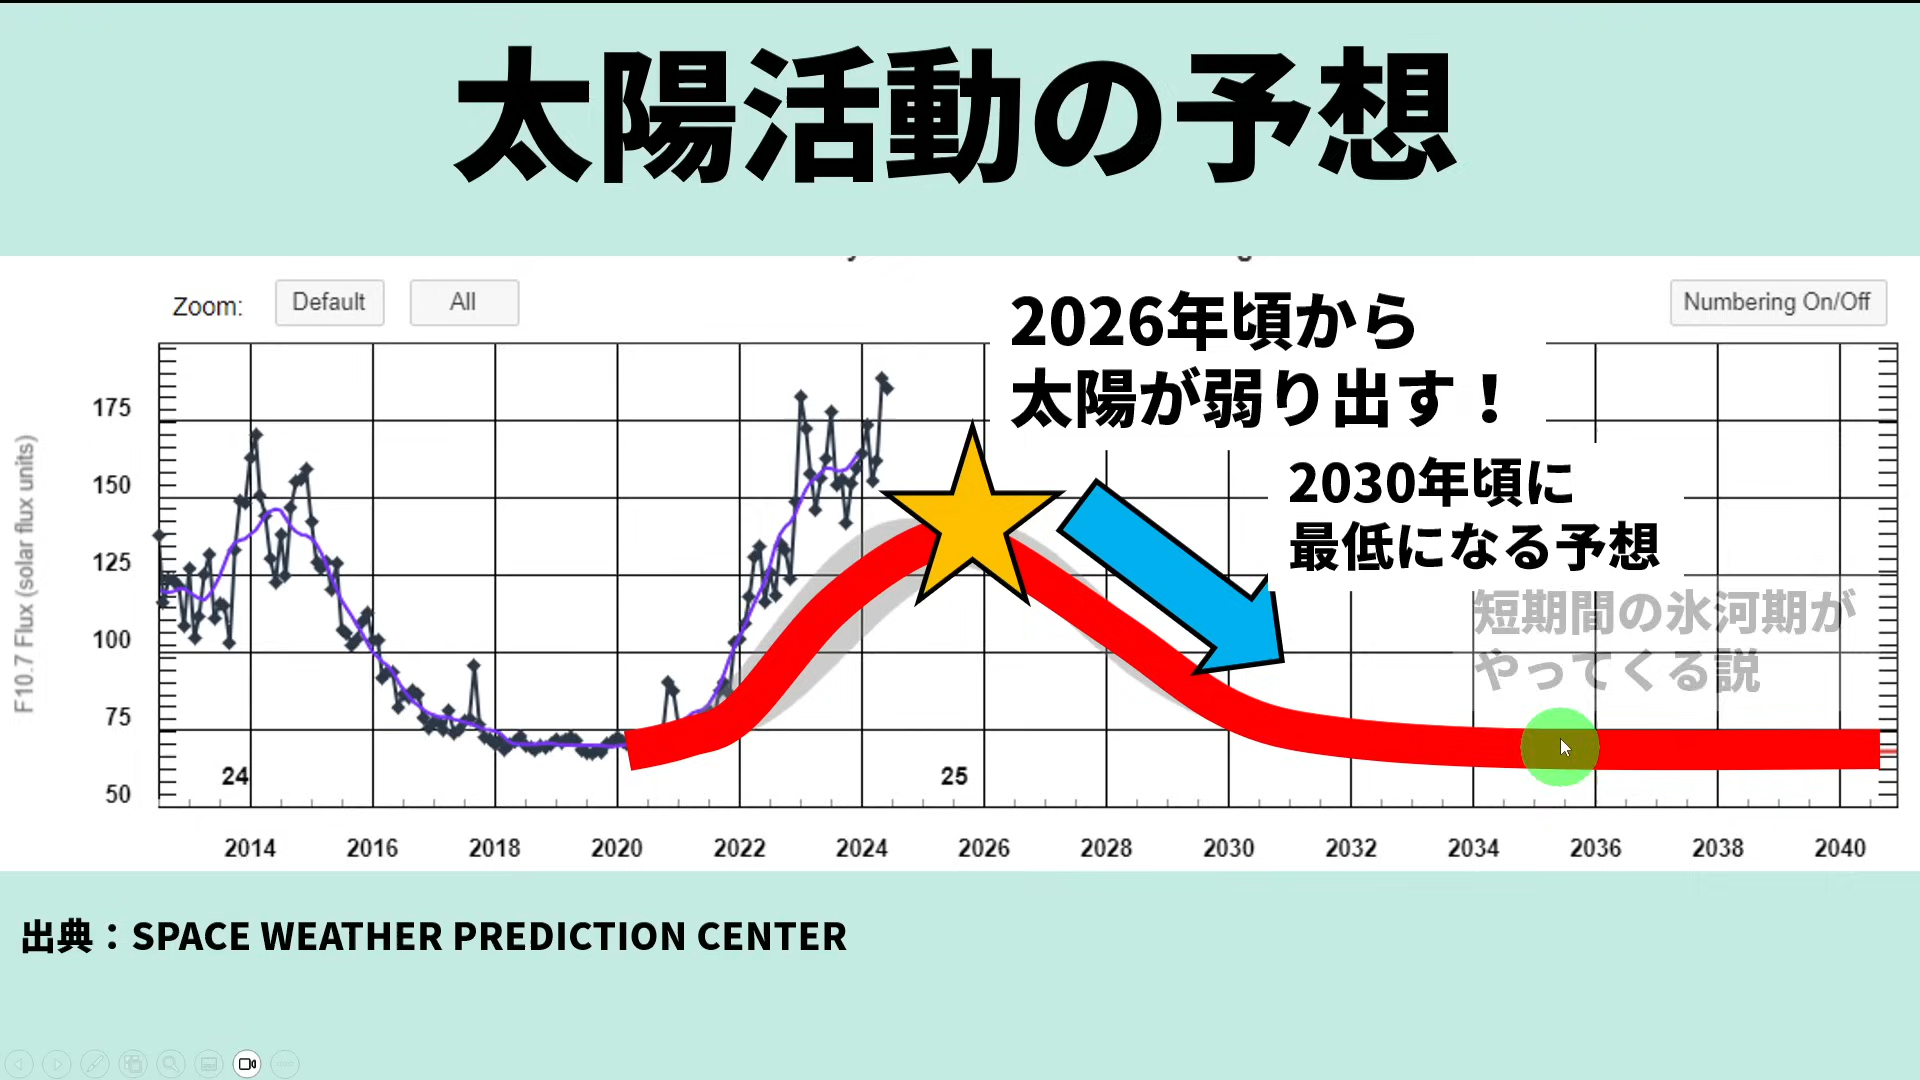 太陽活動の予想
Zoom:
Default
All
Numbering On/Off
2026年頃から
太陽が弱り出す！
2030年頃に
最低になる予想
短期間の氷河期が
やってくる説
F10.7 Flux (solar flux units)
175
150
125
100
75
50
24
25
2014
2016
2018
2020
2022
2024
2026
2028
2030
2032
2034
2036
2038
2040
出典：SPACE WEATHER PREDICTION CENTER